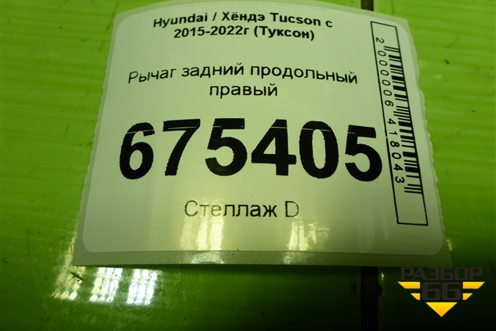 Hyundai / Хёндэ Tucson с
2015-2022г (Туксон)
Рычаг задний продольный
правый
675405
Стеллаж D
2000006418043
РАЗБОР
66